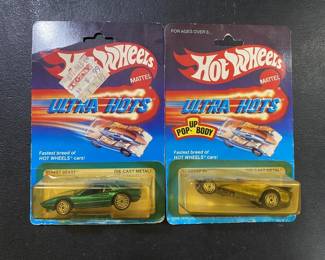 Hot Wheels
MATTEL
ULTRA HOTS
Fastest breed of
HOT WHEELS® cars!
DIE-CAST METAL!
FOR AGES OVER 3.
Hot Wheels
MATTEL
ULTRA HOTS
POP-UP BODY
Fastest breed of
HOT WHEELS® cars!
DIE-CAST METAL!